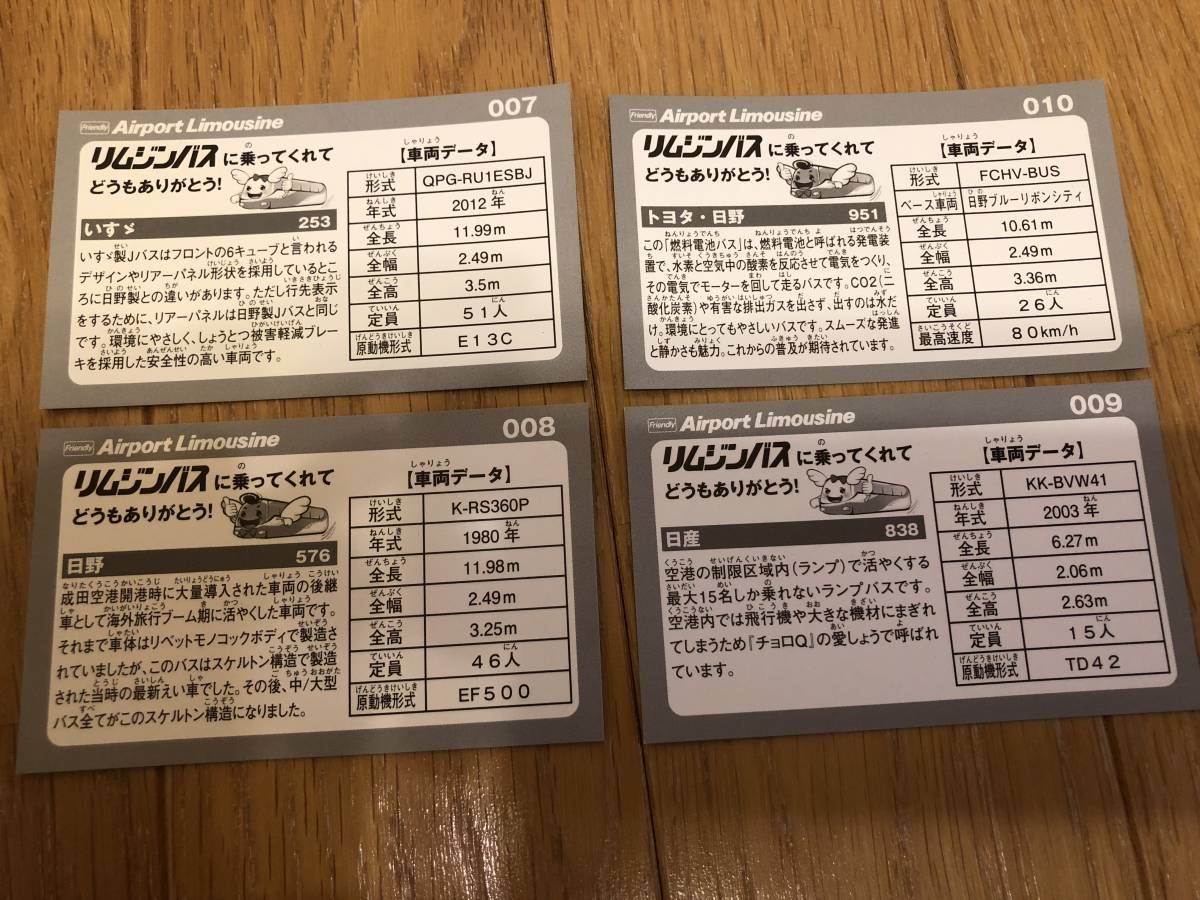 007
Friendly Airport Limousine
リムジンバスに乗ってくれて
どうもありがとう!
いすゞ 253
いすゞ製Jバスはフロントの6キューブと言われる
デザインやリアーパネル形状を採用しているとこ
ろに日野製との違いがあります。ただし行先表示
をするために、リアーパネルは日野製Jバスと同じ
です。環境にやさしく、しょうとつ被害軽減ブレー
キを採用した安全性の高い車両です。
【車両データ】
形式 QPG-RU1ESBJ
年式 2012年
全長 11.99m
全幅 2.49m
全高 3.5m
定員 51人
原動機形式 E13C
010
Friendly Airport Limousine
リムジンバスに乗ってくれて
どうもありがとう!
トヨタ・日野 951
この「燃料電池バス」は、燃料電池と呼ばれる発電装
置で、水素と空気中の酸素を反応させて電気をつくり、
その電気でモーターを回して走るバスです。CO2(二
酸化炭素)や有害な排出ガスを出さず、出すのは水だ
け。環境にとってもやさしいバスです。スムーズな発進
と静かさも魅力。これからの普及が期待されています。
【車両データ】
形式 FCHV-BUS
ベース車両 日野ブルーリボンシティ
全長 10.61m
全幅 2.49m
全高 3.36m
定員 26人
最高速度 80km/h
008
Friendly Airport Limousine
リムジンバスに乗ってくれて
どうもありがとう!
日野 576
成田空港開港時に大量導入された車両の後継
車として海外旅行ブーム期に活やくした車両です。
それまで車体はリベットモノコックボディで製造さ
れていましたが、このバスはスケルトン構造で製造
された当時の最新えい車でした。その後、中/大型
バス全てがこのスケルトン構造になりました。
【車両データ】
形式 K-RS360P
年式 1980年
全長 11.98m
全幅 2.49m
全高 3.25m
定員 46人
原動機形式 EF500
009
Friendly Airport Limousine
リムジンバスに乗ってくれて
どうもありがとう!
日産 838
空港の制限区域内(ランプ)で活やくする
最大15名しか乗れないランプバスです。
空港内では飛行機や大きな機材にまぎれ
てしまうため『チョロQ』の愛しょうで呼ばれ
ています。
【車両データ】
形式 KK-BVW41
年式 2003年
全長 6.27m
全幅 2.06m
全高 2.63m
定員 15人
原動機形式 TD42